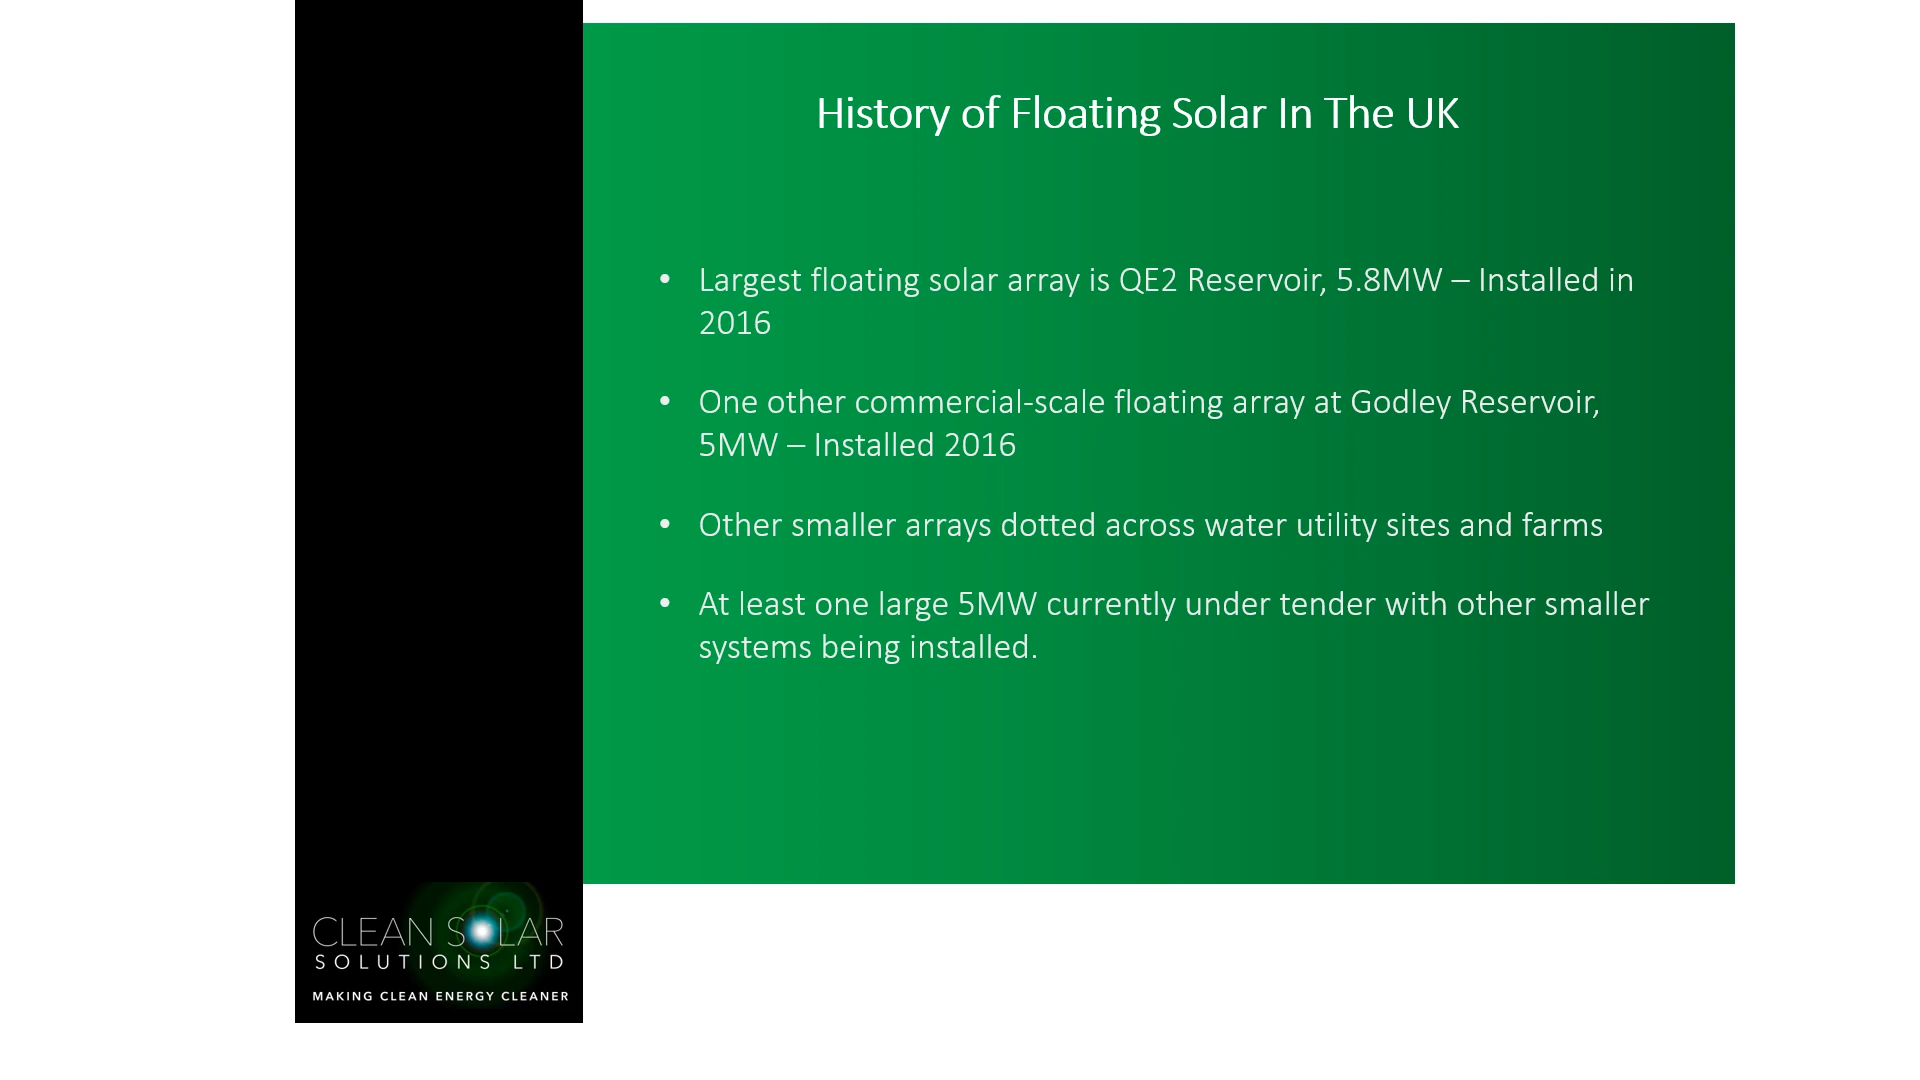 History of Floating Solar In The UK
• Largest floating solar array is QE2 Reservoir, 5.8MW – Installed in
2016
• One other commercial-scale floating array at Godley Reservoir,
5MW – Installed 2016
• Other smaller arrays dotted across water utility sites and farms
• At least one large 5MW currently under tender with other smaller
systems being installed.
CLEAN SOLAR
SOLUTIONS LTD
MAKING CLEAN ENERGY CLEANER